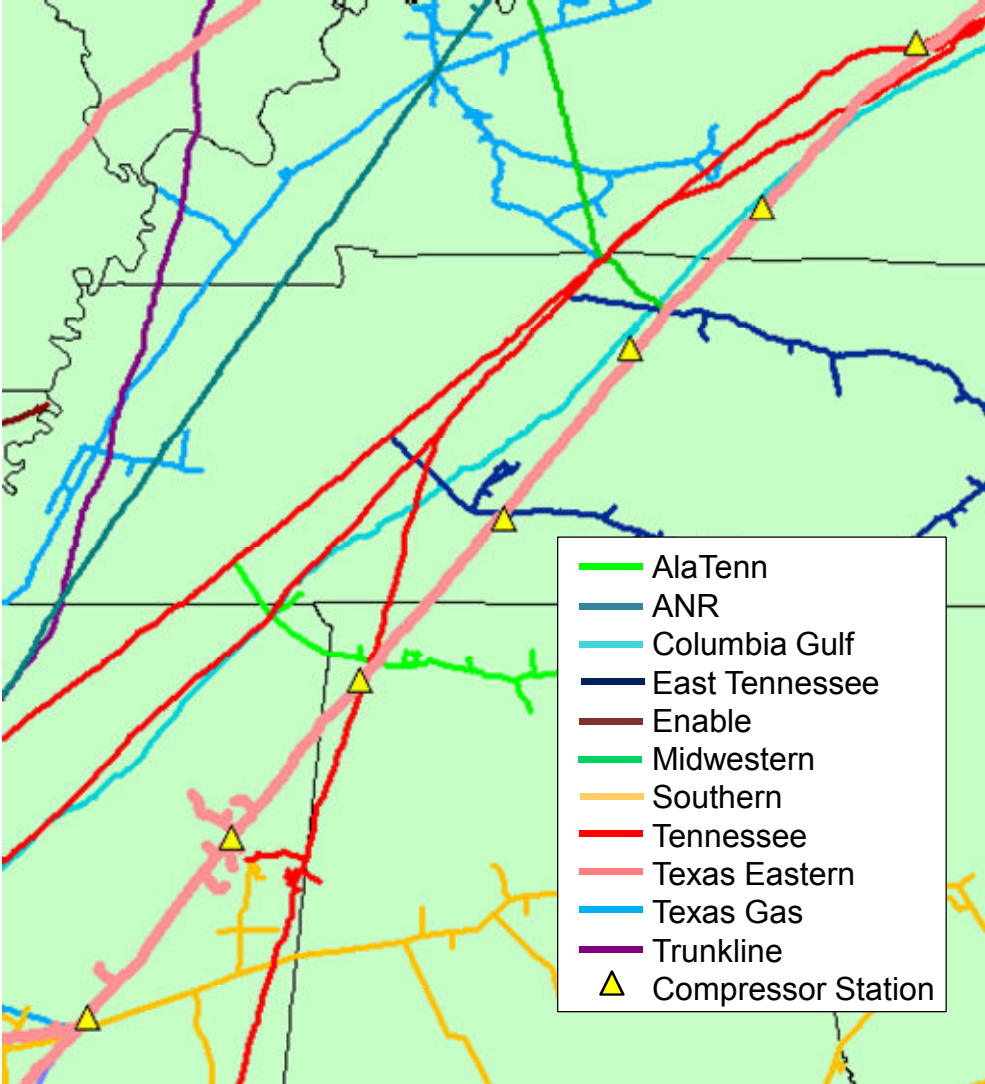 AlaTenn
ANR
Columbia Gulf
East Tennessee
Enable
Midwestern
Southern
Tennessee
Texas Eastern
Texas Gas
Trunkline
Compressor Station